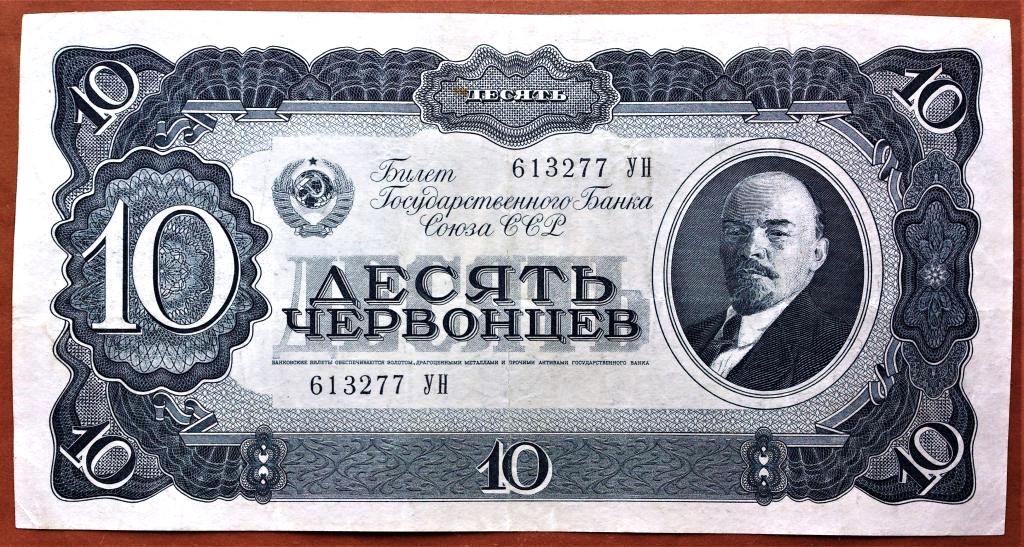 10
ДЕСЯТЬ
10
Билет 613277 УН
Государственного Банка
Союза ССР
10
ДЕСЯТЬ
ЧЕРВОНЦЕВ
БАНКОВСКИЕ БИЛЕТЫ ОБЕСПЕЧИВАЮТСЯ ЗОЛОТОМ, ДРАГОЦЕННЫМИ МЕТАЛЛАМИ И ПРОЧИМИ АКТИВАМИ ГОСУДАРСТВЕННОГО БАНКА
613277 УН
10
10
10